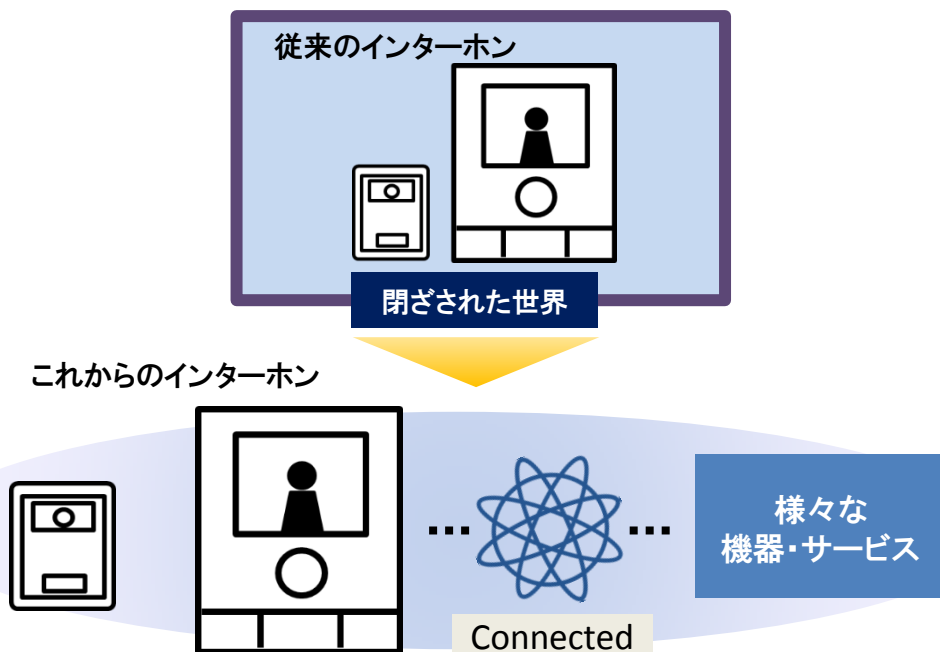 従来のインターホン
閉ざされた世界
これからのインターホン
様々な
機器・サービス
Connected